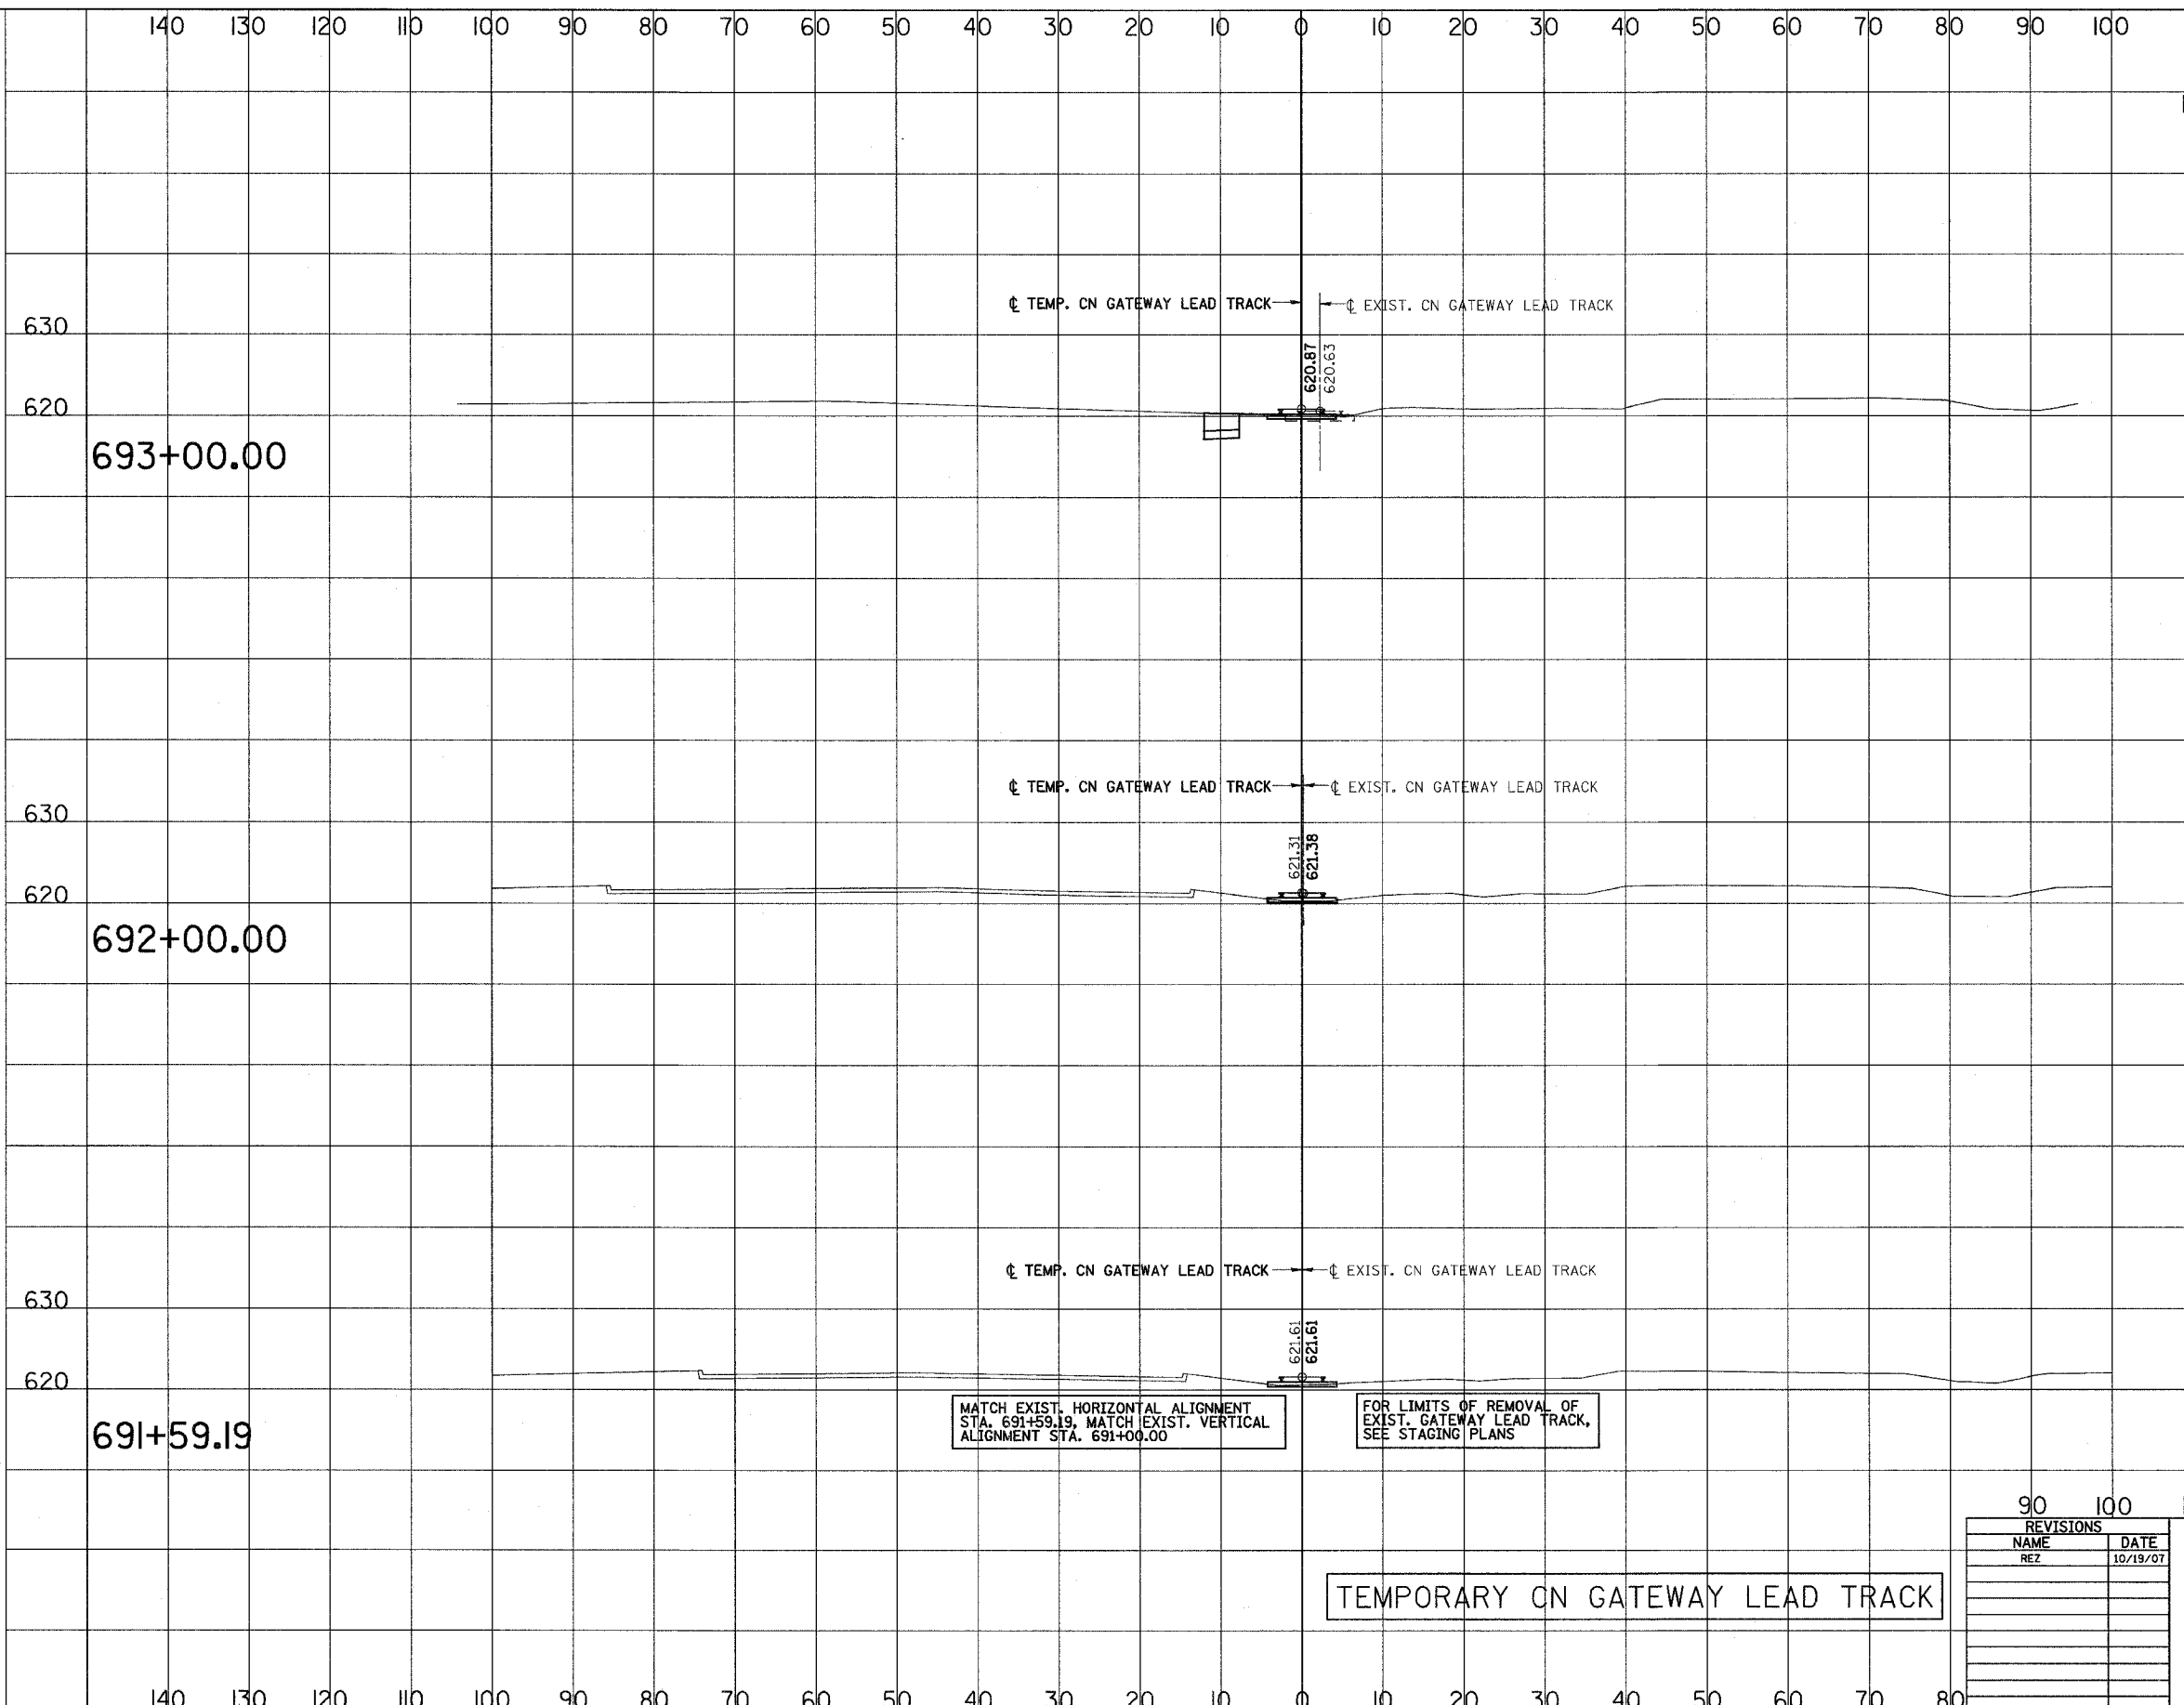 140 130 120 110 100 90 80 70 60 50 40 30 20 10 0 10 20 30 40 50 60 70 80 90 100
℄ TEMP. CN GATEWAY LEAD TRACK
℄ EXIST. CN GATEWAY LEAD TRACK
630
620.87
620.63
620
693+00.00
℄ TEMP. CN GATEWAY LEAD TRACK
℄ EXIST. CN GATEWAY LEAD TRACK
630
621.31
621.38
620
692+00.00
℄ TEMP. CN GATEWAY LEAD TRACK
℄ EXIST. CN GATEWAY LEAD TRACK
630
621.61
621.61
620
691+59.19
MATCH EXIST. HORIZONTAL ALIGNMENT
STA. 691+59.19, MATCH EXIST. VERTICAL
ALIGNMENT STA. 691+00.00
FOR LIMITS OF REMOVAL OF
EXIST. GATEWAY LEAD TRACK,
SEE STAGING PLANS
90 100
REVISIONS
NAME DATE
REZ 10/19/07
TEMPORARY CN GATEWAY LEAD TRACK
140 130 120 110 100 90 80 70 60 50 40 30 20 10 0 10 20 30 40 50 60 70 80